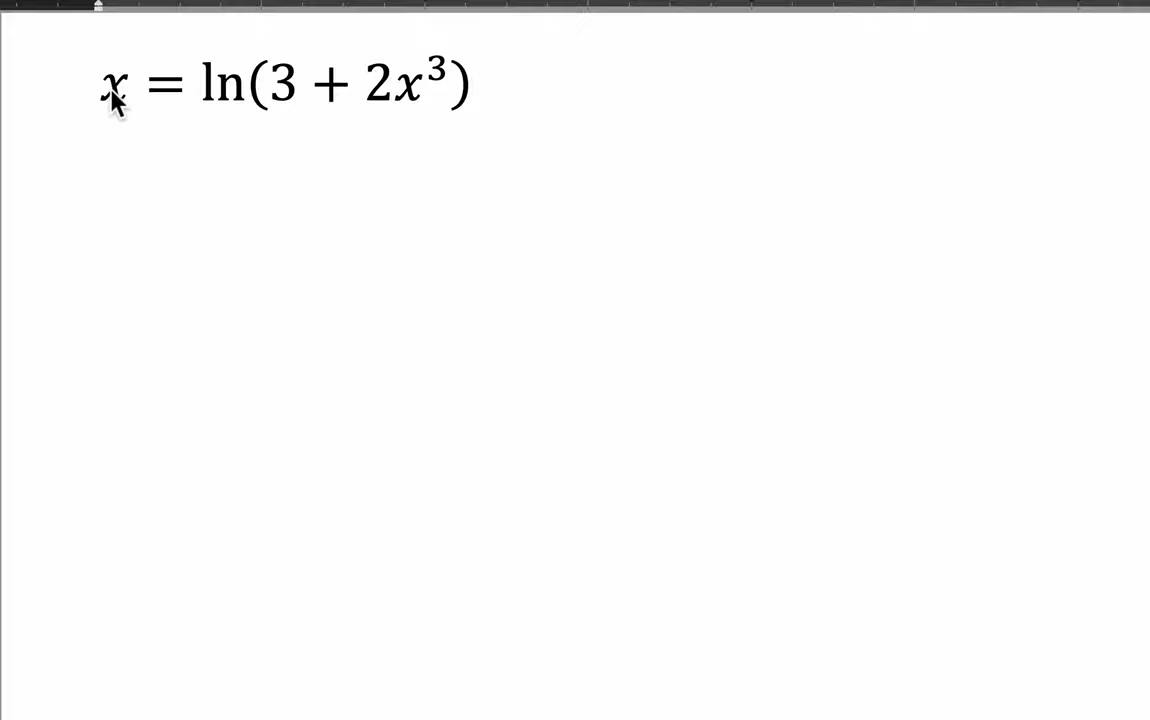 x = ln(3 + 2x³)